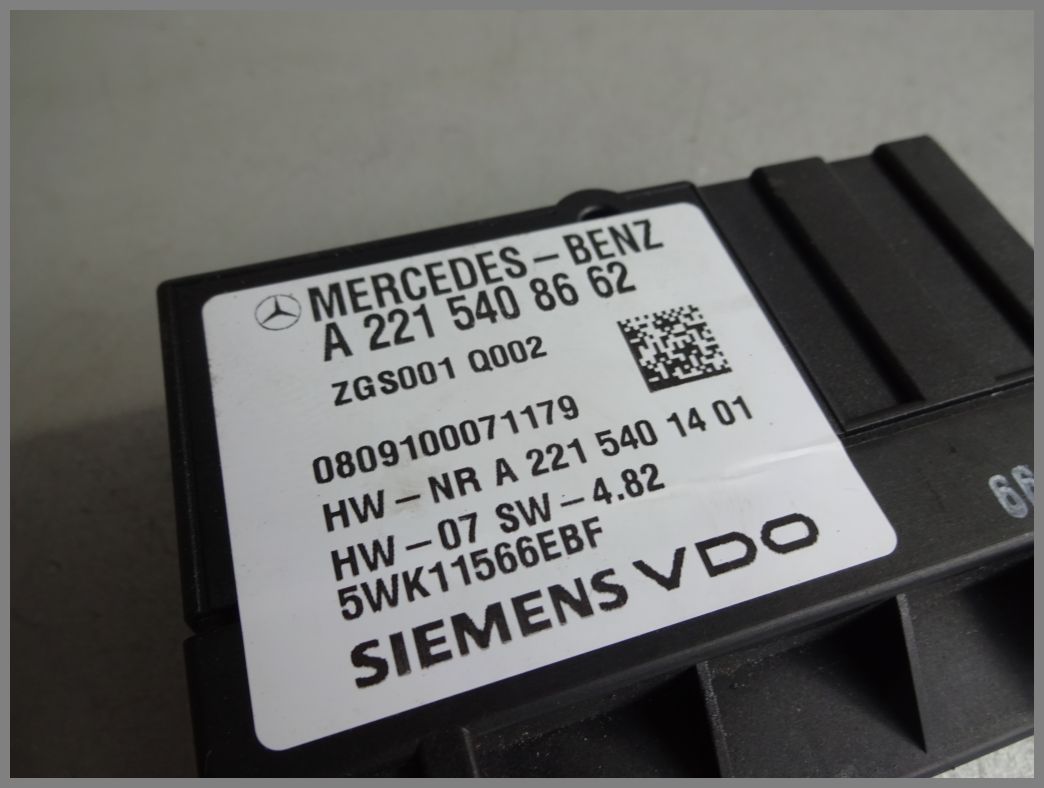 MERCEDES-BENZ
A 221 540 86 62
ZGS001 Q002
0809100071179
HW-NR A 221 540 14 01
HW-07 SW-4.82
5WK11566EBF
SIEMENS VDO
66